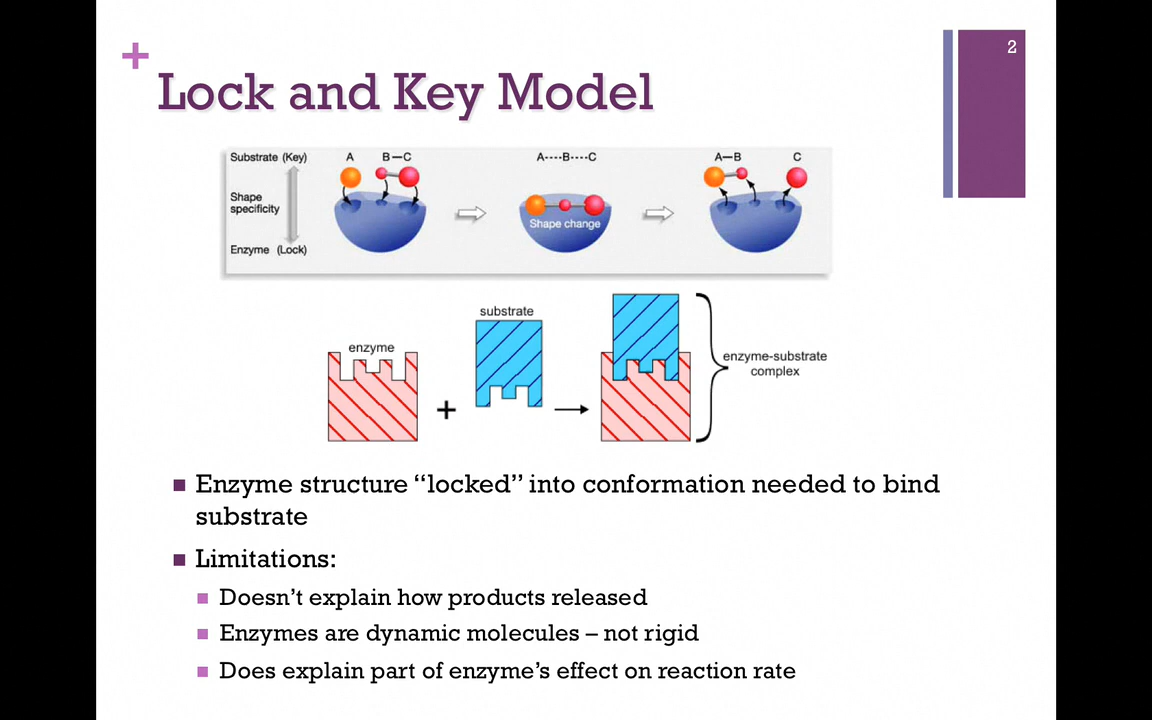 2
+
Lock and Key Model
Substrate (Key)
A
B—C
A----B----C
A—B
C
Shape
specificity
Shape change
Enzyme (Lock)
substrate
enzyme
+
enzyme-substrate
complex
Enzyme structure “locked” into conformation needed to bind
substrate
Limitations:
Doesn’t explain how products released
Enzymes are dynamic molecules – not rigid
Does explain part of enzyme’s effect on reaction rate